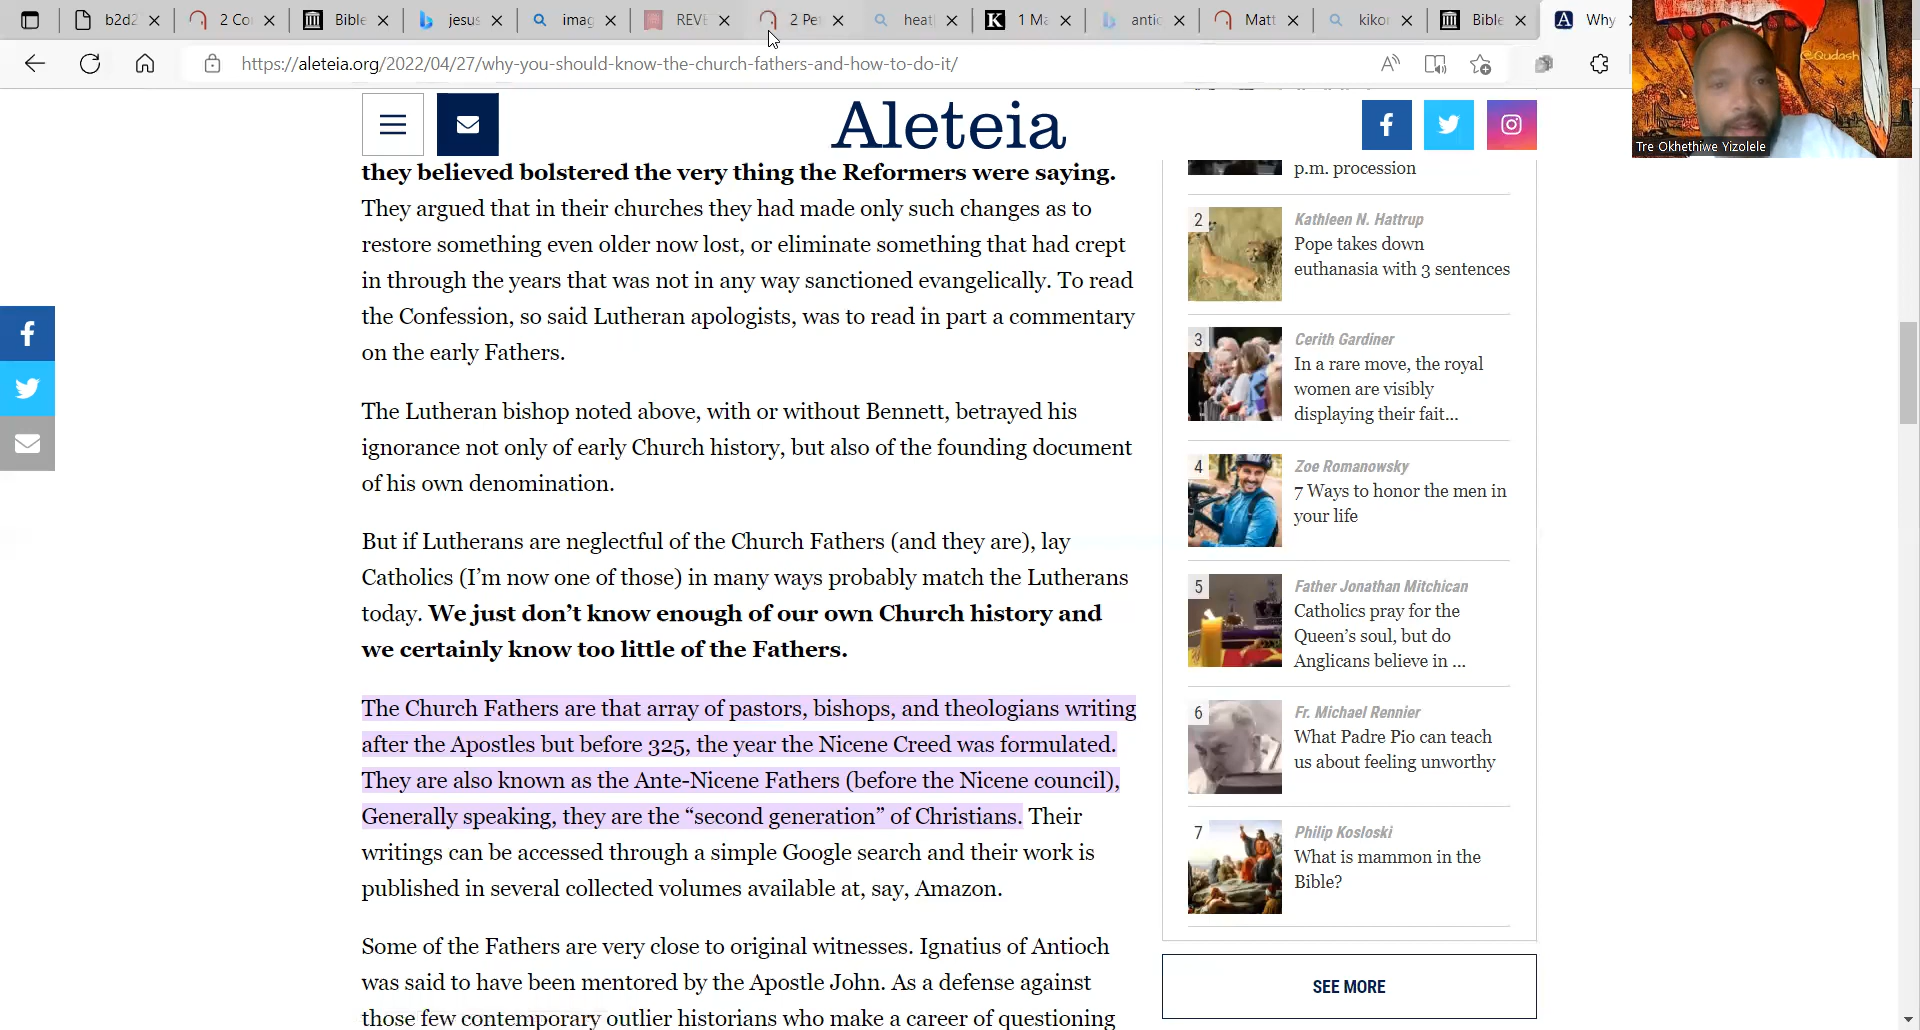 b2d2
2 Co
Bible
jesus
imag
REVE
2 Pe
heatl
1 Ma
antic
Matt
kikor
Bible
Why
https://aleteia.org/2022/04/27/why-you-should-know-the-church-fathers-and-how-to-do-it/
@Qudash
Tre Okhethiwe Yizolele
Aleteia
they believed bolstered the very thing the Reformers were saying.
They argued that in their churches they had made only such changes as to
restore something even older now lost, or eliminate something that had crept
in through the years that was not in any way sanctioned evangelically. To read
the Confession, so said Lutheran apologists, was to read in part a commentary
on the early Fathers.
The Lutheran bishop noted above, with or without Bennett, betrayed his
ignorance not only of early Church history, but also of the founding document
of his own denomination.
But if Lutherans are neglectful of the Church Fathers (and they are), lay
Catholics (I’m now one of those) in many ways probably match the Lutherans
today. We just don’t know enough of our own Church history and
we certainly know too little of the Fathers.
The Church Fathers are that array of pastors, bishops, and theologians writing
after the Apostles but before 325, the year the Nicene Creed was formulated.
They are also known as the Ante-Nicene Fathers (before the Nicene council),
Generally speaking, they are the “second generation” of Christians. Their
writings can be accessed through a simple Google search and their work is
published in several collected volumes available at, say, Amazon.
Some of the Fathers are very close to original witnesses. Ignatius of Antioch
was said to have been mentored by the Apostle John. As a defense against
those few contemporary outlier historians who make a career of questioning
p.m. procession
2
Kathleen N. Hattrup
Pope takes down
euthanasia with 3 sentences
3
Cerith Gardiner
In a rare move, the royal
women are visibly
displaying their fait...
4
Zoe Romanowsky
7 Ways to honor the men in
your life
5
Father Jonathan Mitchican
Catholics pray for the
Queen’s soul, but do
Anglicans believe in ...
6
Fr. Michael Rennier
What Padre Pio can teach
us about feeling unworthy
7
Philip Kosloski
What is mammon in the
Bible?
SEE MORE